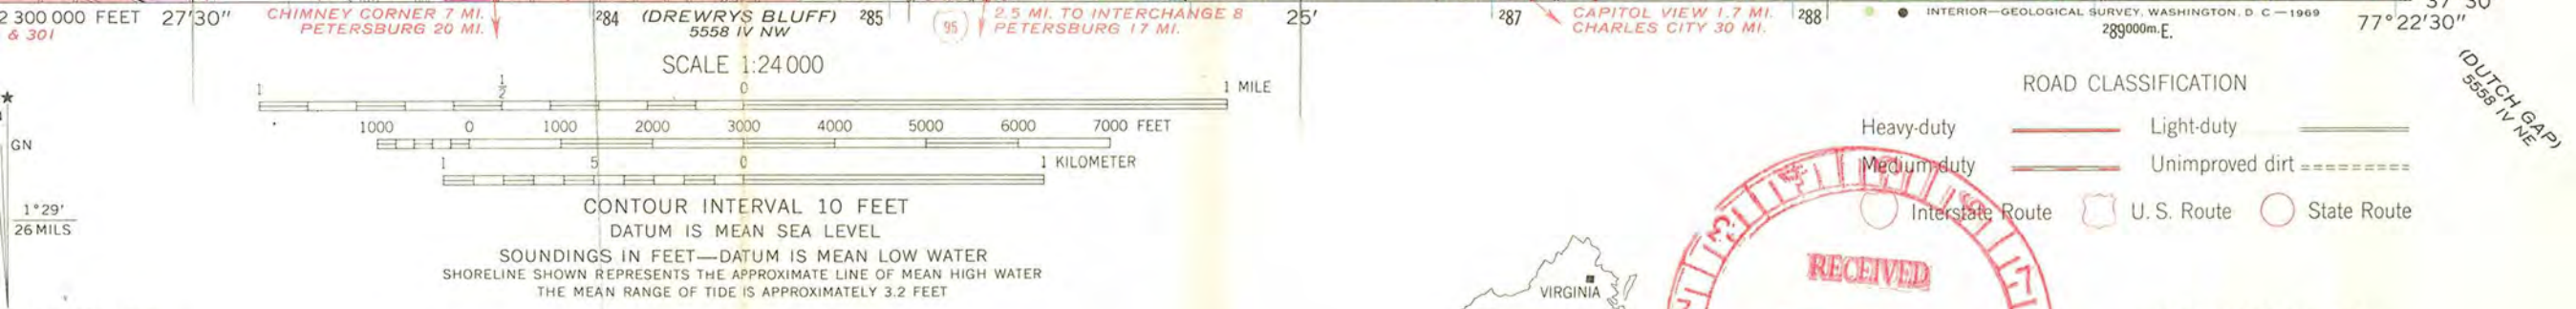 2 300 000 FEET 27'30" CHIMNEY CORNER 7 MI. 284 (DREWRYS BLUFF) 285 95 2.5 MI. TO INTERCHANGE 8 25' 287 CAPITOL VIEW 1.7 MI. 288 INTERIOR—GEOLOGICAL SURVEY, WASHINGTON, D C—1969
& 301 PETERSBURG 20 MI. 5558 IV NW PETERSBURG 17 MI. CHARLES CITY 30 MI. 289000m.E. 77°22'30"
(DUTCH GAP)
5558 IV NE
SCALE 1:24 000
1 1/2 0 1 MILE
1000 0 1000 2000 3000 4000 5000 6000 7000 FEET
1 5 0 1 KILOMETER
★
GN
1°29'
26 MILS
CONTOUR INTERVAL 10 FEET
DATUM IS MEAN SEA LEVEL
SOUNDINGS IN FEET—DATUM IS MEAN LOW WATER
SHORELINE SHOWN REPRESENTS THE APPROXIMATE LINE OF MEAN HIGH WATER
THE MEAN RANGE OF TIDE IS APPROXIMATELY 3.2 FEET
ROAD CLASSIFICATION
Heavy-duty Light-duty
Medium-duty Unimproved dirt
Interstate Route U. S. Route State Route
VIRGINIA
RECEIVED